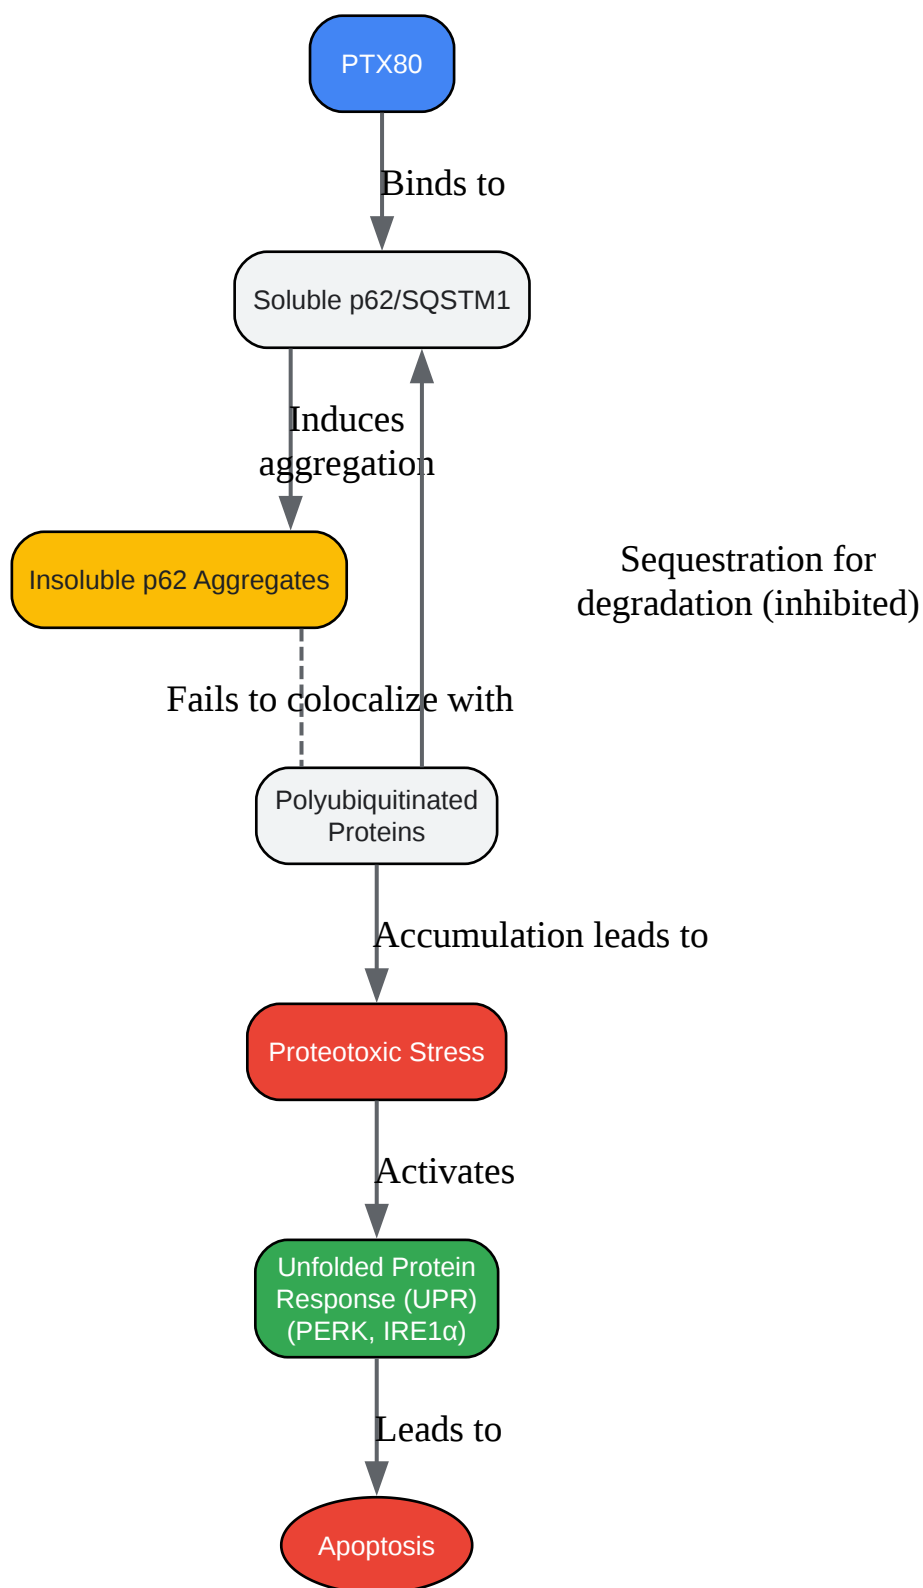 PTX80
Binds to
Soluble p62/SQSTM1
Induces
aggregation
Sequestration for
degradation (inhibited)
Insoluble p62 Aggregates
Fails to colocalize with
Polyubiquitinated
Proteins
Accumulation leads to
Proteotoxic Stress
Activates
Unfolded Protein
Response (UPR)
(PERK, IRE1α)
Leads to
Apoptosis